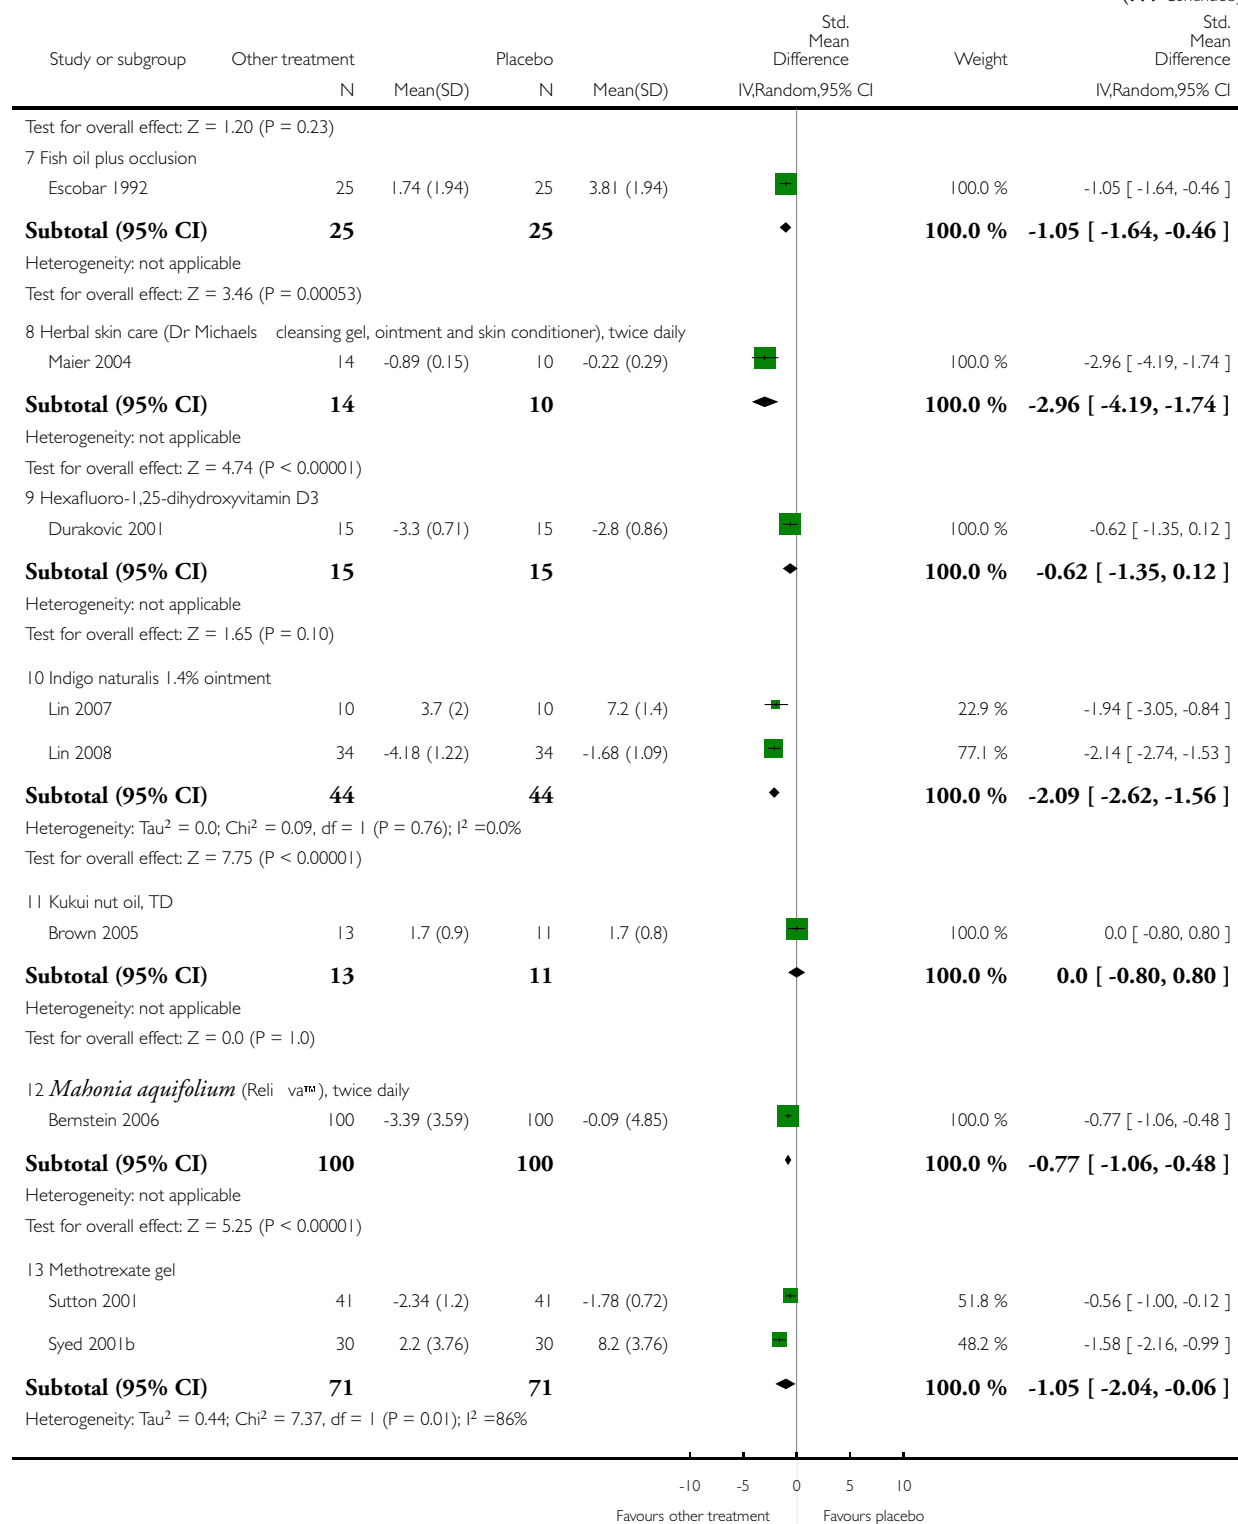 (... Continued)
Study or subgroup Other treatment Placebo Std. Mean Difference Weight Std. Mean Difference
N Mean(SD) N Mean(SD) IV,Random,95% CI IV,Random,95% CI
Test for overall effect: Z = 1.20 (P = 0.23)
7 Fish oil plus occlusion
Escobar 1992 25 1.74 (1.94) 25 3.81 (1.94) 100.0 % -1.05 [ -1.64, -0.46 ]
Subtotal (95% CI) 25 25 100.0 % -1.05 [ -1.64, -0.46 ]
Heterogeneity: not applicable
Test for overall effect: Z = 3.46 (P = 0.00053)
8 Herbal skin care (Dr Michaels cleansing gel, ointment and skin conditioner), twice daily
Maier 2004 14 -0.89 (0.15) 10 -0.22 (0.29) 100.0 % -2.96 [ -4.19, -1.74 ]
Subtotal (95% CI) 14 10 100.0 % -2.96 [ -4.19, -1.74 ]
Heterogeneity: not applicable
Test for overall effect: Z = 4.74 (P < 0.00001)
9 Hexafluoro-1,25-dihydroxyvitamin D3
Durakovic 2001 15 -3.3 (0.71) 15 -2.8 (0.86) 100.0 % -0.62 [ -1.35, 0.12 ]
Subtotal (95% CI) 15 15 100.0 % -0.62 [ -1.35, 0.12 ]
Heterogeneity: not applicable
Test for overall effect: Z = 1.65 (P = 0.10)
10 Indigo naturalis 1.4% ointment
Lin 2007 10 3.7 (2) 10 7.2 (1.4) 22.9 % -1.94 [ -3.05, -0.84 ]
Lin 2008 34 -4.18 (1.22) 34 -1.68 (1.09) 77.1 % -2.14 [ -2.74, -1.53 ]
Subtotal (95% CI) 44 44 100.0 % -2.09 [ -2.62, -1.56 ]
Heterogeneity: Tau² = 0.0; Chi² = 0.09, df = 1 (P = 0.76); I² =0.0%
Test for overall effect: Z = 7.75 (P < 0.00001)
11 Kukui nut oil, TD
Brown 2005 13 1.7 (0.9) 11 1.7 (0.8) 100.0 % 0.0 [ -0.80, 0.80 ]
Subtotal (95% CI) 13 11 100.0 % 0.0 [ -0.80, 0.80 ]
Heterogeneity: not applicable
Test for overall effect: Z = 0.0 (P = 1.0)
12 Mahonia aquifolium (Reli va™), twice daily
Bernstein 2006 100 -3.39 (3.59) 100 -0.09 (4.85) 100.0 % -0.77 [ -1.06, -0.48 ]
Subtotal (95% CI) 100 100 100.0 % -0.77 [ -1.06, -0.48 ]
Heterogeneity: not applicable
Test for overall effect: Z = 5.25 (P < 0.00001)
13 Methotrexate gel
Sutton 2001 41 -2.34 (1.2) 41 -1.78 (0.72) 51.8 % -0.56 [ -1.00, -0.12 ]
Syed 2001b 30 2.2 (3.76) 30 8.2 (3.76) 48.2 % -1.58 [ -2.16, -0.99 ]
Subtotal (95% CI) 71 71 100.0 % -1.05 [ -2.04, -0.06 ]
Heterogeneity: Tau² = 0.44; Chi² = 7.37, df = 1 (P = 0.01); I² =86%
-10 -5 0 5 10
Favours other treatment Favours placebo